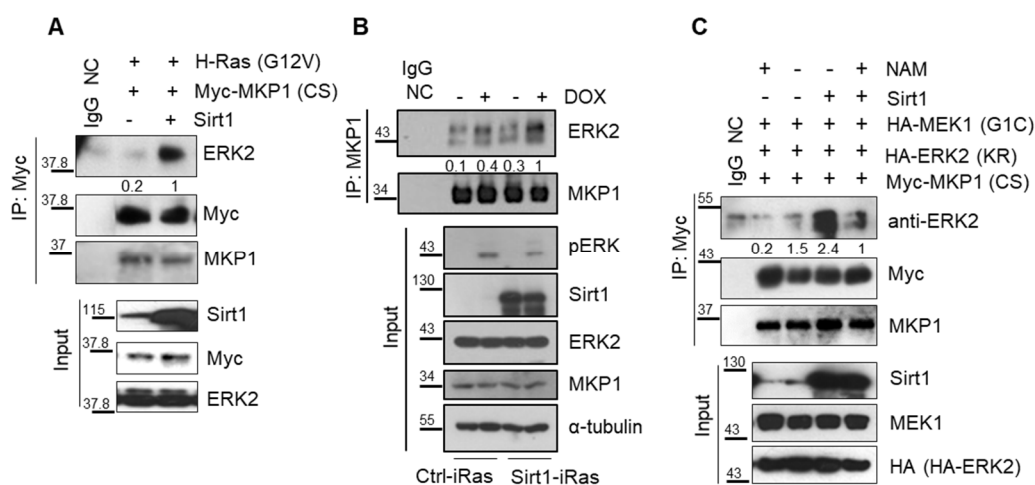 A
IgG NC
+ + H-Ras (G12V)
+ + Myc-MKP1 (CS)
- + Sirt1
IP: Myc
37.8
ERK2
0.2 1
37.8
Myc
37
MKP1
Input
115
Sirt1
37.8
Myc
37.8
ERK2
B
IgG
NC
- + - + DOX
IP: MKP1
43
ERK2
0.1 0.4 0.3 1
34
MKP1
Input
43
pERK
130
Sirt1
43
ERK2
34
MKP1
55
α-tubulin
Ctrl-iRas Sirt1-iRas
C
IgG NC
+ - - + NAM
- - + + Sirt1
+ + + + HA-MEK1 (G1C)
+ + + + HA-ERK2 (KR)
+ + + + Myc-MKP1 (CS)
IP: Myc
55
anti-ERK2
0.2 1.5 2.4 1
43
Myc
37
MKP1
Input
130
Sirt1
43
MEK1
43
HA (HA-ERK2)